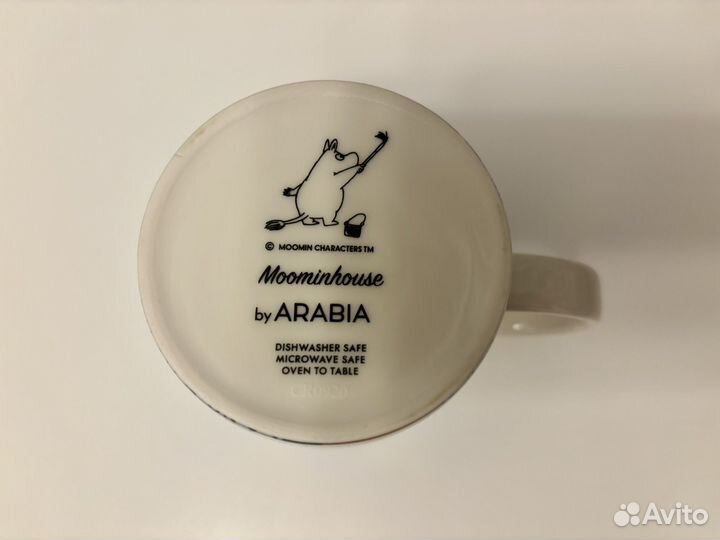 © MOOMIN CHARACTERS TM
Moominhouse
by ARABIA
DISHWASHER SAFE
MICROWAVE SAFE
OVEN TO TABLE
CR0920
Avito